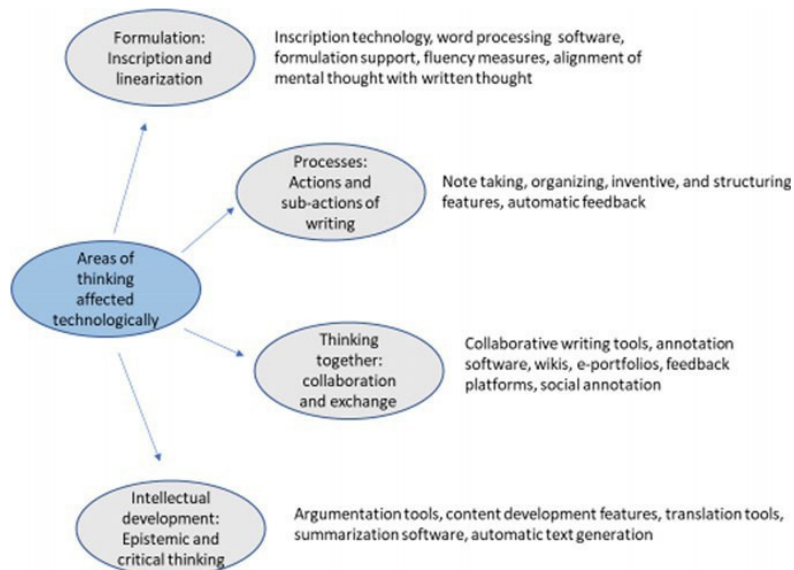 Formulation:
Inscription and
linearization
Inscription technology, word processing software,
formulation support, fluency measures, alignment of
mental thought with written thought
Processes:
Actions and
sub-actions of
writing
Note taking, organizing, inventive, and structuring
features, automatic feedback
Areas of
thinking
affected
technologically
Thinking
together:
collaboration
and exchange
Collaborative writing tools, annotation
software, wikis, e-portfolios, feedback
platforms, social annotation
Intellectual
development:
Epistemic and
critical thinking
Argumentation tools, content development features, translation tools,
summarization software, automatic text generation